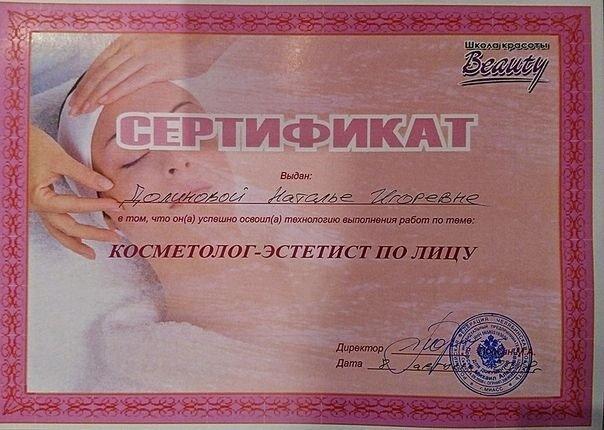 Школа красоты
Beauty
СЕРТИФИКАТ
Выдан:
Долиновой Наталье Игоревне
в том, что он(а) успешно освоил(а) технологию выполнения работ по теме:
КОСМЕТОЛОГ-ЭСТЕТИСТ ПО ЛИЦУ
Директор
Дата 8